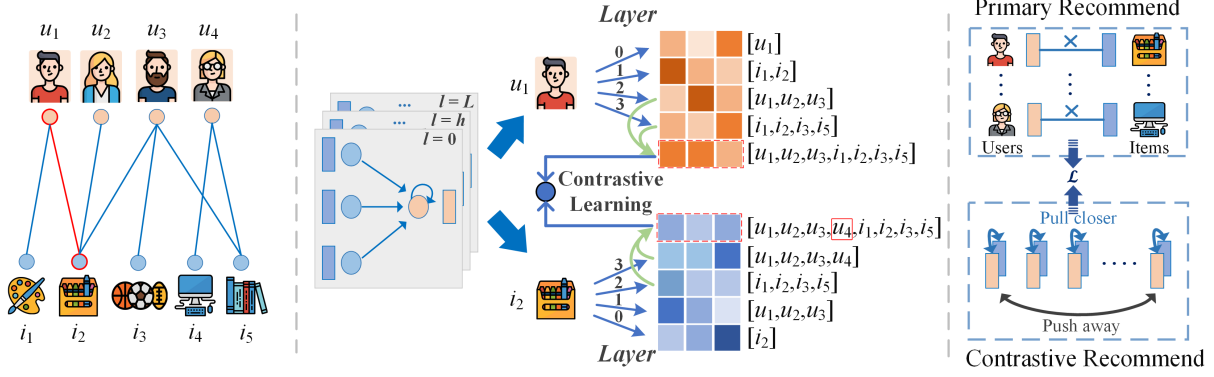 u1 u2 u3 u4
i1 i2 i3 i4 i5
l = L
l = h
l = 0
...
...
u1
i2
Layer
0
1
2
3
[u1]
[i1,i2]
[u1,u2,u3]
[i1,i2,i3,i5]
[u1,u2,u3,i1,i2,i3,i5]
Contrastive
Learning
[u1,u2,u3,u4,i1,i2,i3,i5]
[u1,u2,u3,u4]
[i1,i2,i3,i5]
[u1,u2,u3]
[i2]
3
2
1
0
Layer
Primary Recommend
Users
Items
ℒ
Pull closer
Push away
Contrastive Recommend